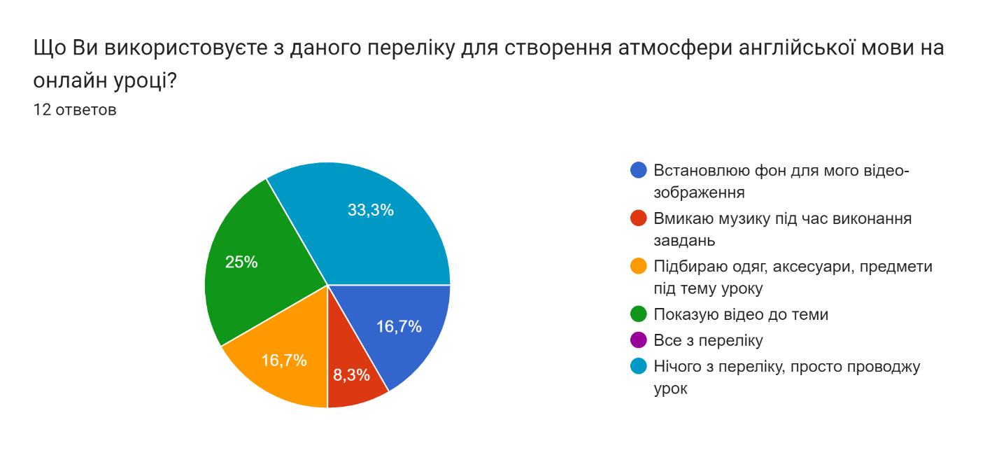 Що Ви використовуєте з даного переліку для створення атмосфери англійської мови на
онлайн уроці?
12 ответов
33,3%
25%
16,7%
16,7%
8,3%
Встановлюю фон для мого відео-
зображення
Вмикаю музику під час виконання
завдань
Підбираю одяг, аксесуари, предмети
під тему уроку
Показую відео до теми
Все з переліку
Нічого з переліку, просто проводжу
урок